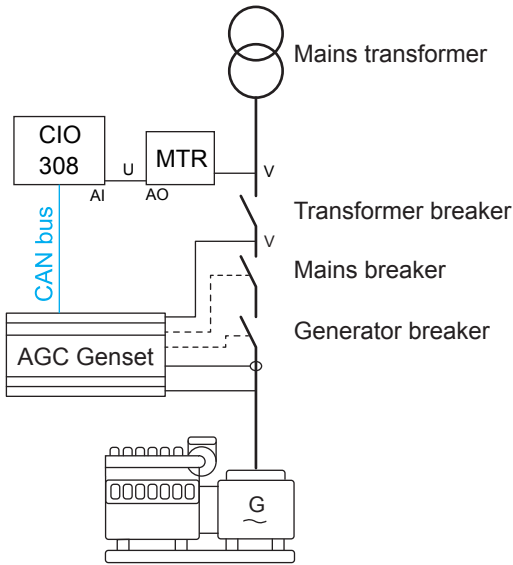 Mains transformer
CIO
308
MTR
U
V
AI
AO
Transformer breaker
CAN bus
V
Mains breaker
Generator breaker
AGC Genset
G